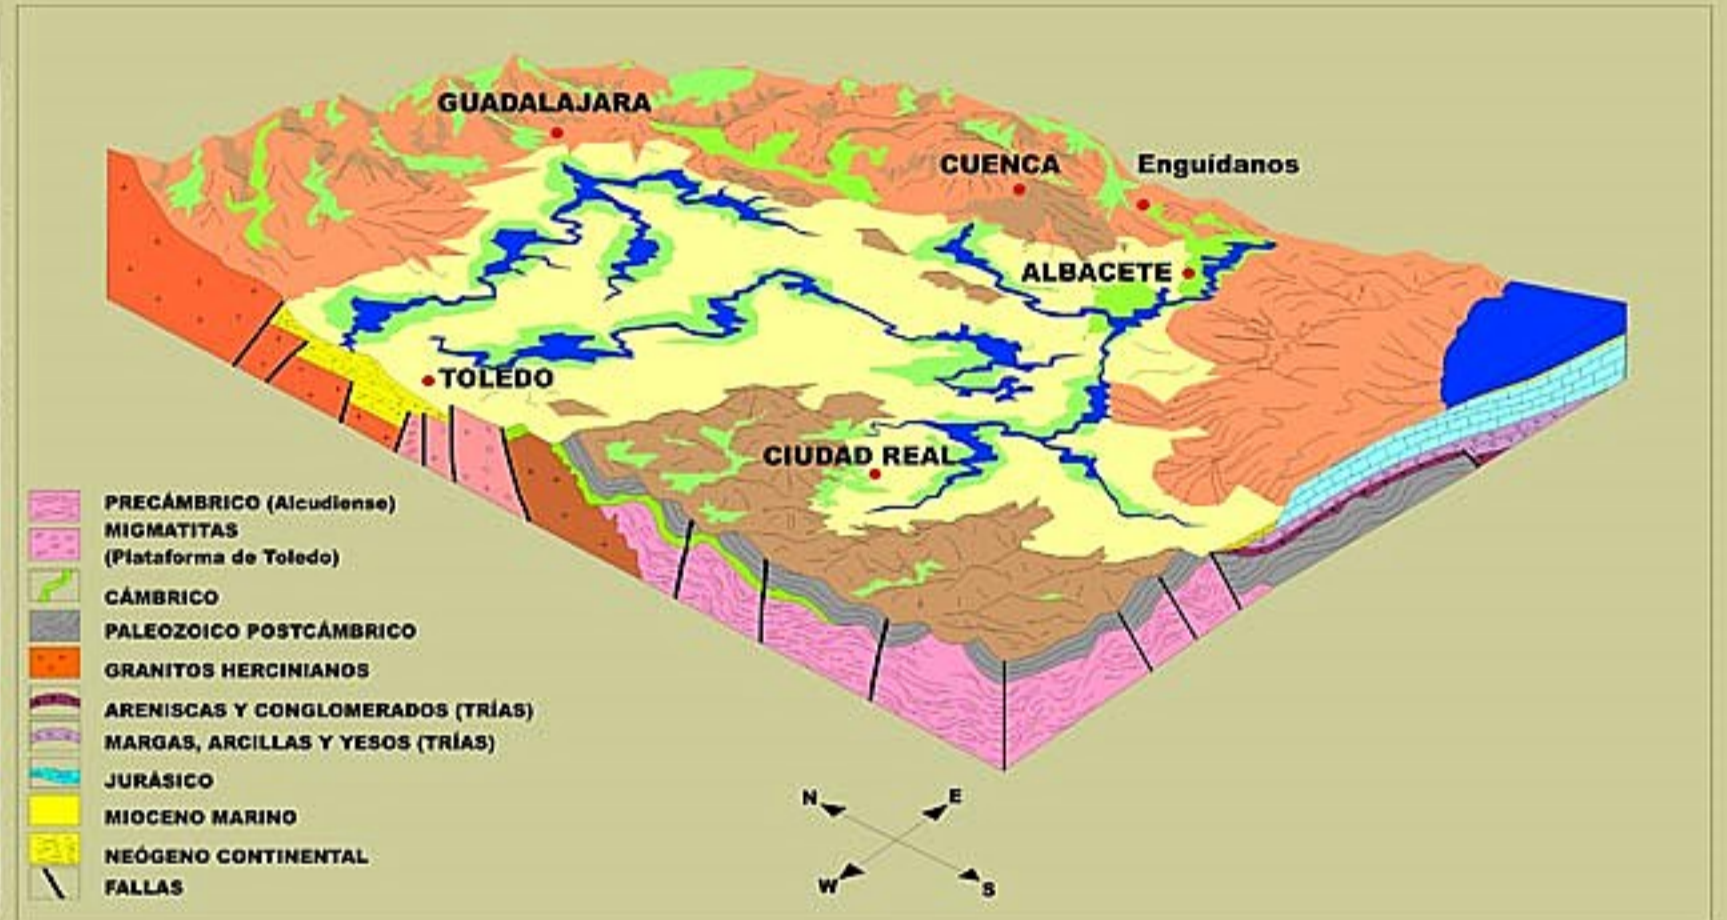 GUADALAJARA
CUENCA
Enguídanos
ALBACETE
TOLEDO
CIUDAD REAL
PRECÁMBRICO (Alcudiense)
MIGMATITAS
(Plataforma de Toledo)
CÁMBRICO
PALEOZOICO POSTCÁMBRICO
GRANITOS HERCINIANOS
ARENISCAS Y CONGLOMERADOS (TRÍAS)
MARGAS, ARCILLAS Y YESOS (TRÍAS)
JURÁSICO
MIOCENO MARINO
NEÓGENO CONTINENTAL
FALLAS
N E
W S